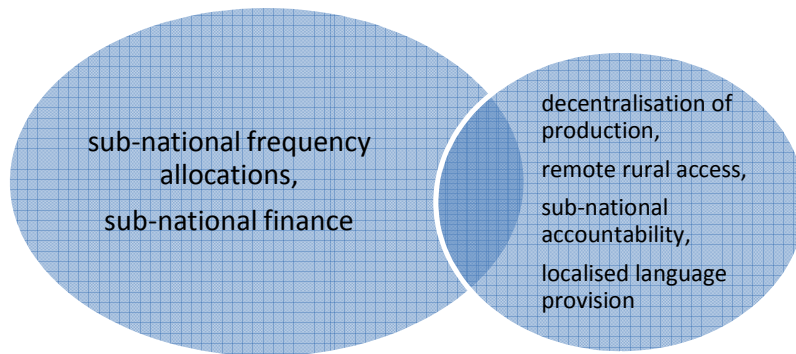 sub-national frequency
allocations,
sub-national finance
decentralisation of
production,
remote rural access,
sub-national
accountability,
localised language
provision